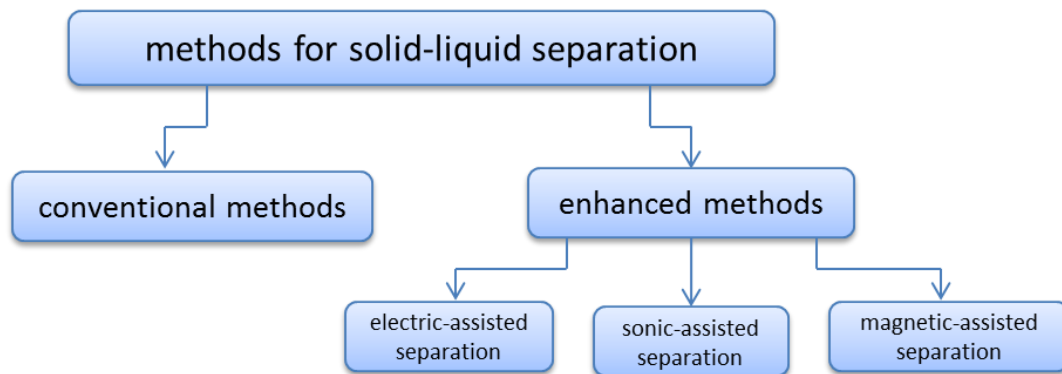 methods for solid-liquid separation
conventional methods
enhanced methods
electric-assisted
separation
sonic-assisted
separation
magnetic-assisted
separation